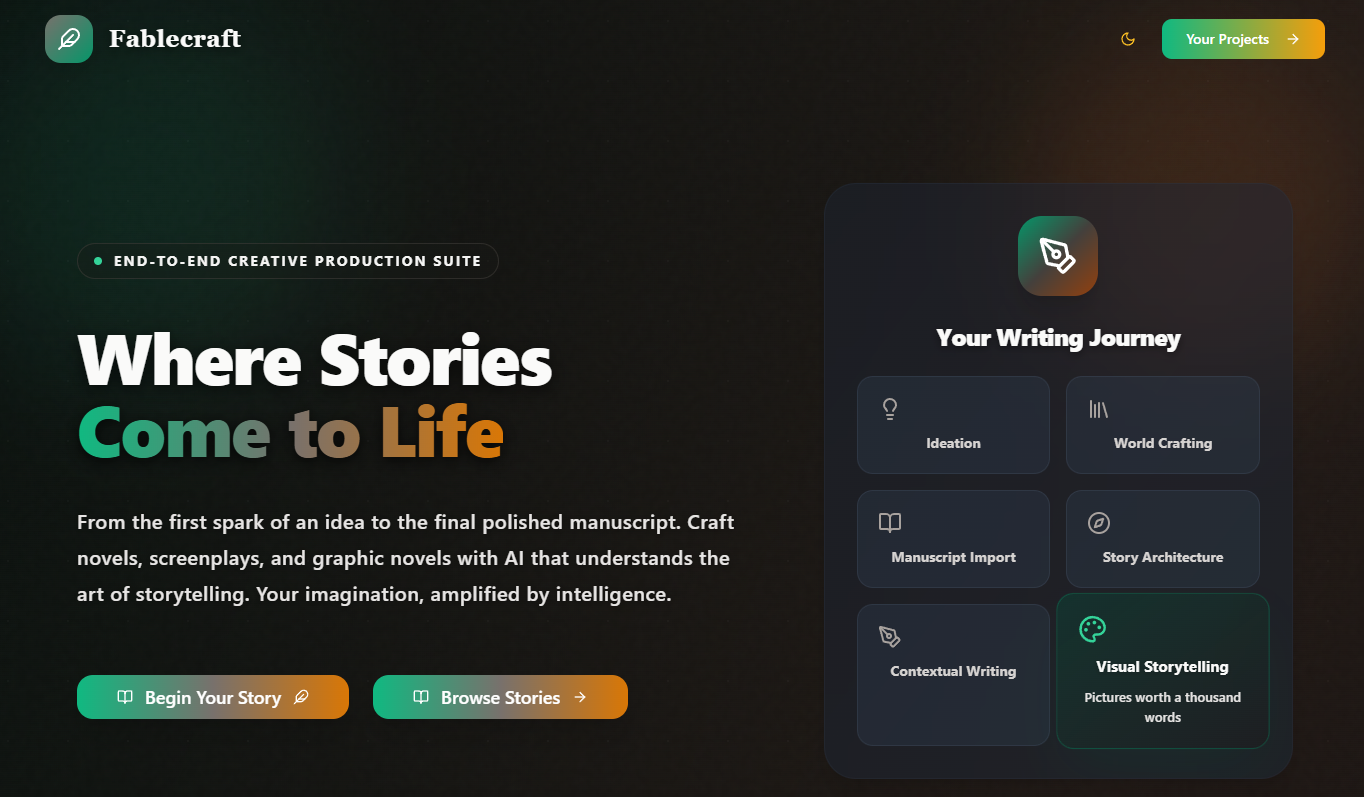 Fablecraft
Your Projects
END-TO-END CREATIVE PRODUCTION SUITE
Where Stories
Come to Life
From the first spark of an idea to the final polished manuscript. Craft
novels, screenplays, and graphic novels with AI that understands the
art of storytelling. Your imagination, amplified by intelligence.
Begin Your Story
Browse Stories
Your Writing Journey
Ideation
World Crafting
Manuscript Import
Story Architecture
Contextual Writing
Visual Storytelling
Pictures worth a thousand
words